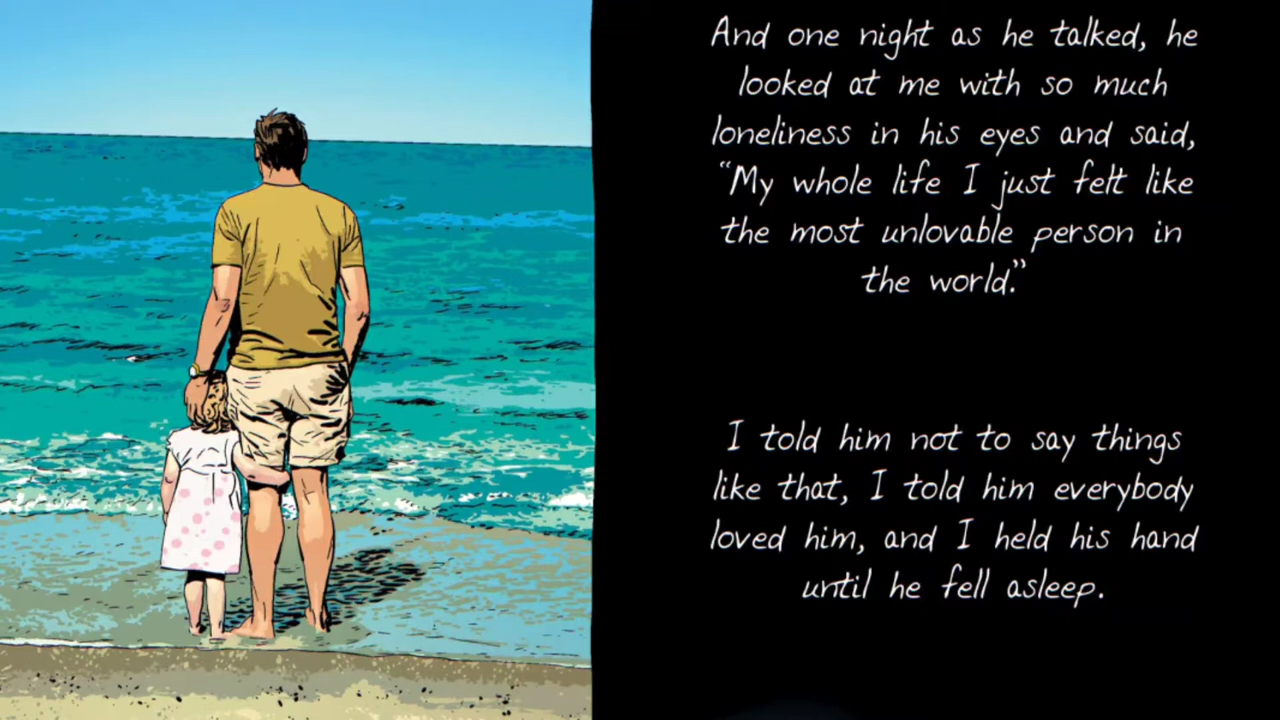 And one night as he talked, he
looked at me with so much
loneliness in his eyes and said,
“My whole life I just felt like
the most unlovable person in
the world.”
I told him not to say things
like that, I told him everybody
loved him, and I held his hand
until he fell asleep.